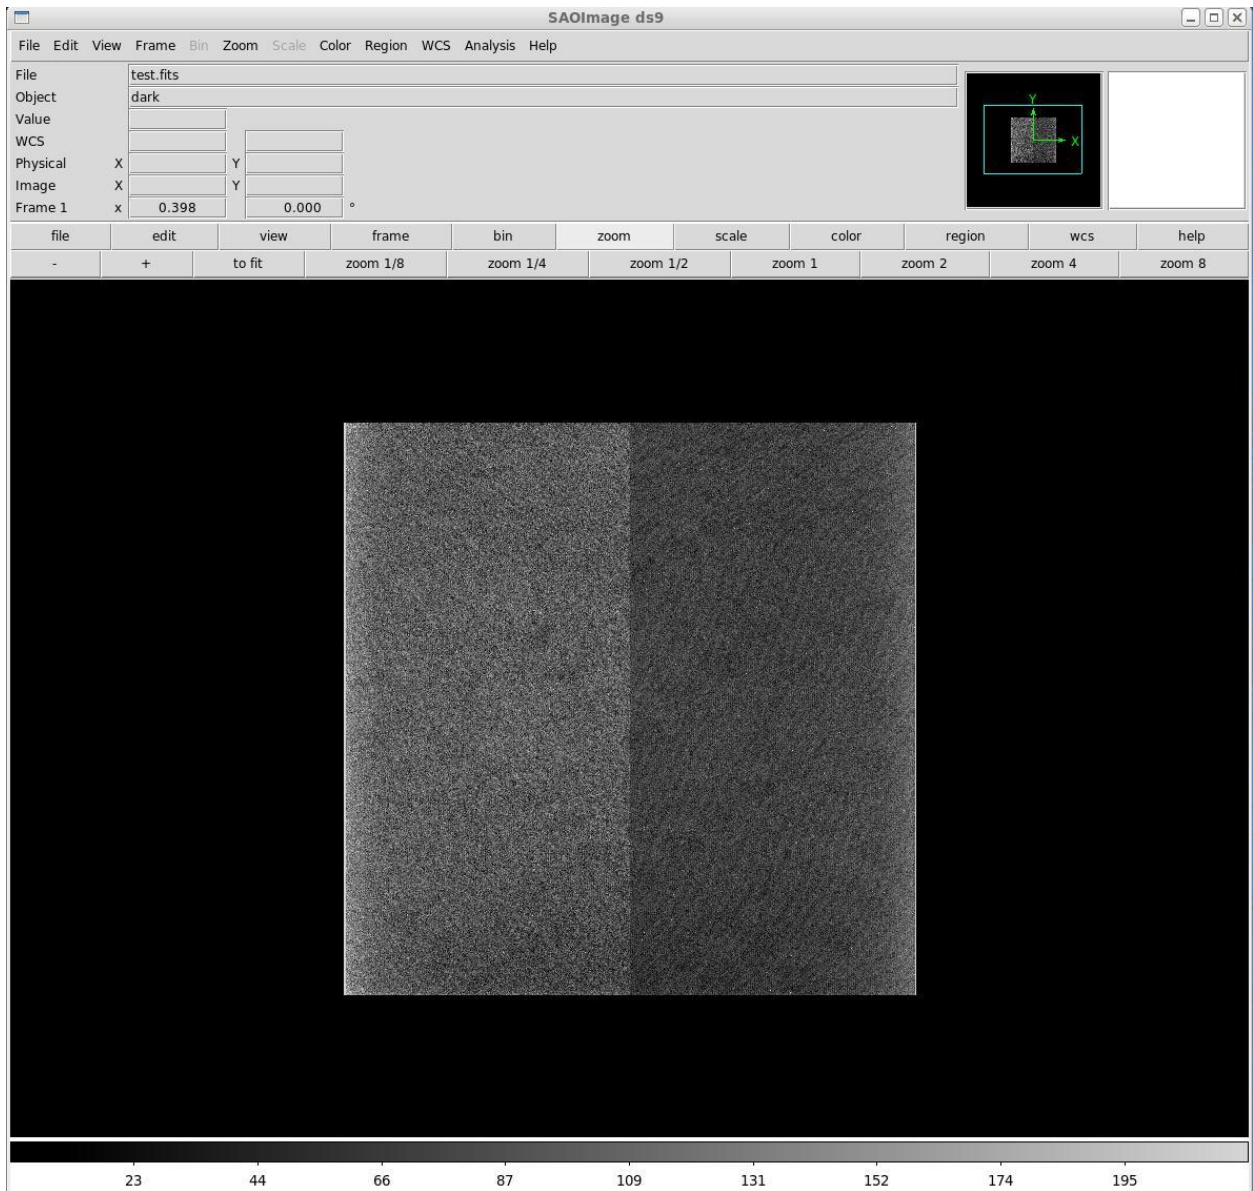 SAOImage ds9
File Edit View Frame Bin Zoom Scale Color Region WCS Analysis Help
File test.fits
Object dark
Value
WCS
Physical X Y
Image X Y
Frame 1 x 0.398 0.000 °
Y
X
file edit view frame bin zoom scale color region wcs help
- + to fit zoom 1/8 zoom 1/4 zoom 1/2 zoom 1 zoom 2 zoom 4 zoom 8
23 44 66 87 109 131 152 174 195